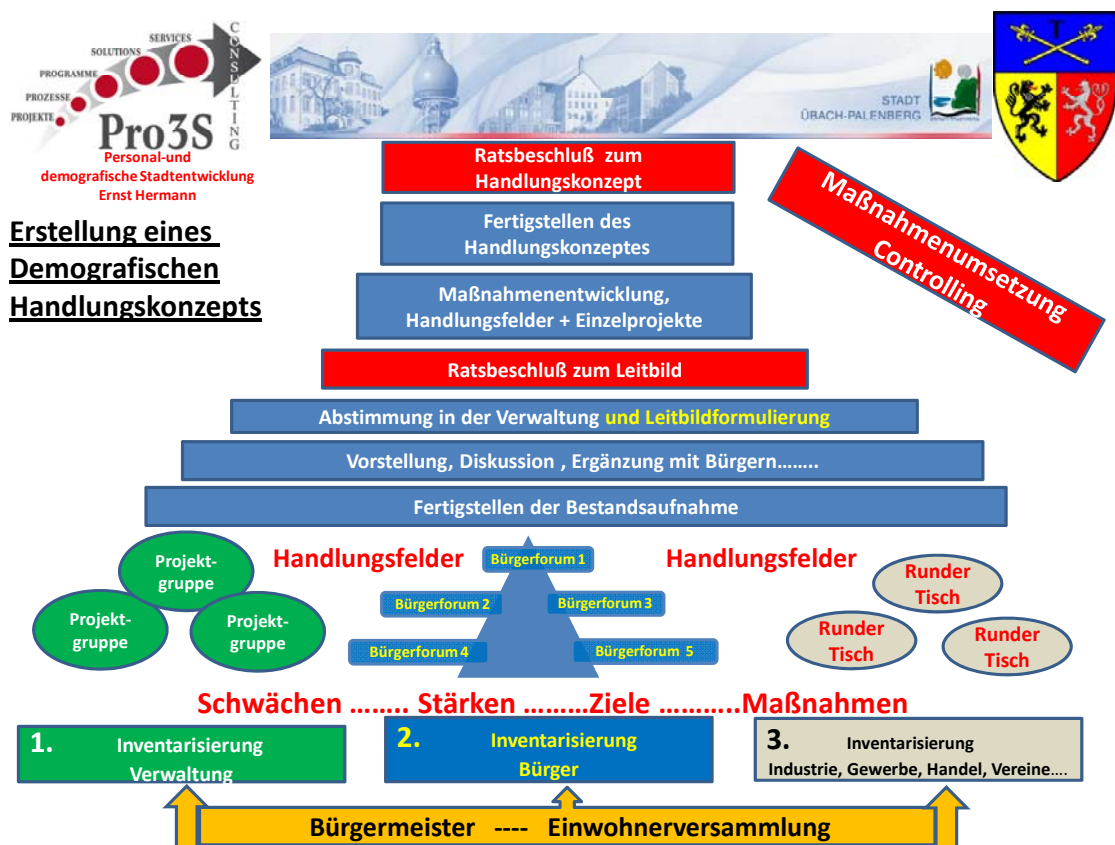 SERVICES
SOLUTIONS
PROGRAMME
PROZESSE
PROJEKTE
CONSULTING
Pro3S
Personal-und
demografische Stadtentwicklung
Ernst Hermann
STADT
ÜBACH-PALENBERG
T
Erstellung eines
Demografischen
Handlungskonzepts
Ratsbeschluß zum
Handlungskonzept
Fertigstellen des
Handlungskonzeptes
Maßnahmenumsetzung
Controlling
Maßnahmenentwicklung,
Handlungsfelder + Einzelprojekte
Ratsbeschluß zum Leitbild
Abstimmung in der Verwaltung und Leitbildformulierung
Vorstellung, Diskussion , Ergänzung mit Bürgern........
Fertigstellen der Bestandsaufnahme
Projekt-
gruppe
Projekt-
gruppe
Projekt-
gruppe
Handlungsfelder
Bürgerforum 1
Bürgerforum 2
Bürgerforum 3
Bürgerforum 4
Bürgerforum 5
Handlungsfelder
Runder
Tisch
Runder
Tisch
Runder
Tisch
Schwächen ........ Stärken .........Ziele ...........Maßnahmen
1. Inventarisierung
Verwaltung
2. Inventarisierung
Bürger
3. Inventarisierung
Industrie, Gewerbe, Handel, Vereine....
Bürgermeister ---- Einwohnerversammlung